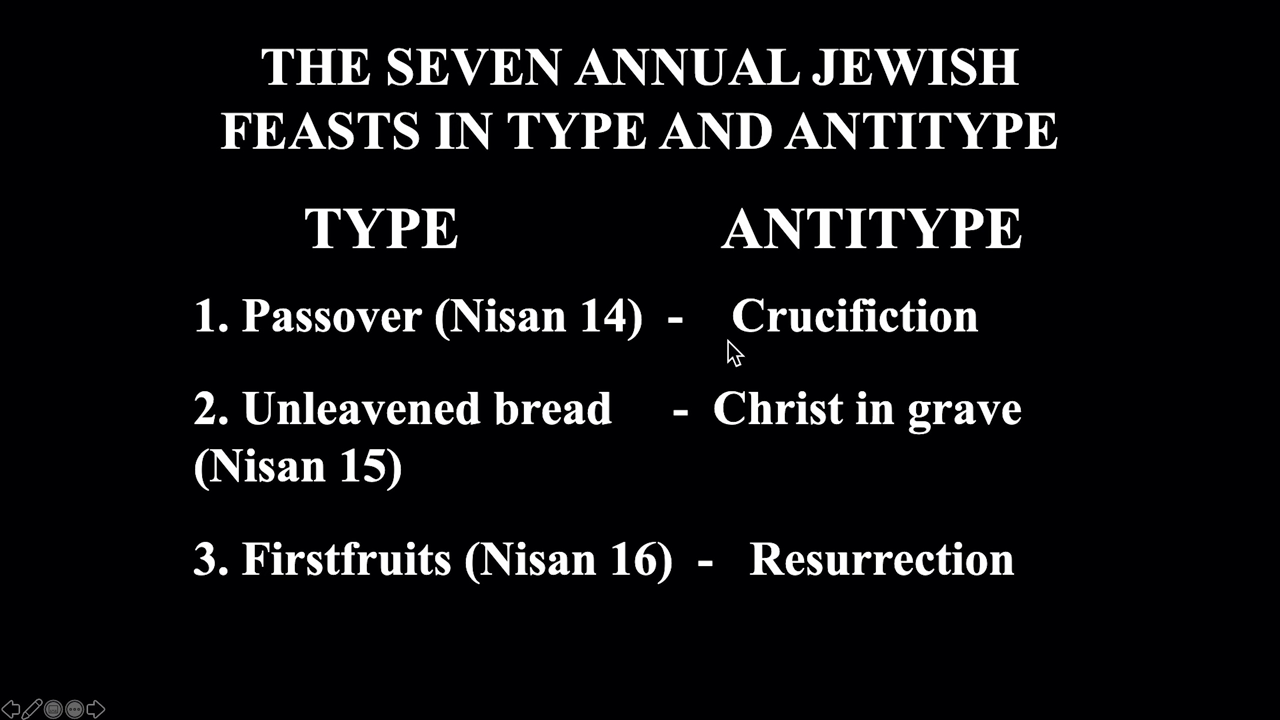 THE SEVEN ANNUAL JEWISH
FEASTS IN TYPE AND ANTITYPE
TYPE ANTITYPE
1. Passover (Nisan 14) - Crucifiction
2. Unleavened bread - Christ in grave
(Nisan 15)
3. Firstfruits (Nisan 16) - Resurrection